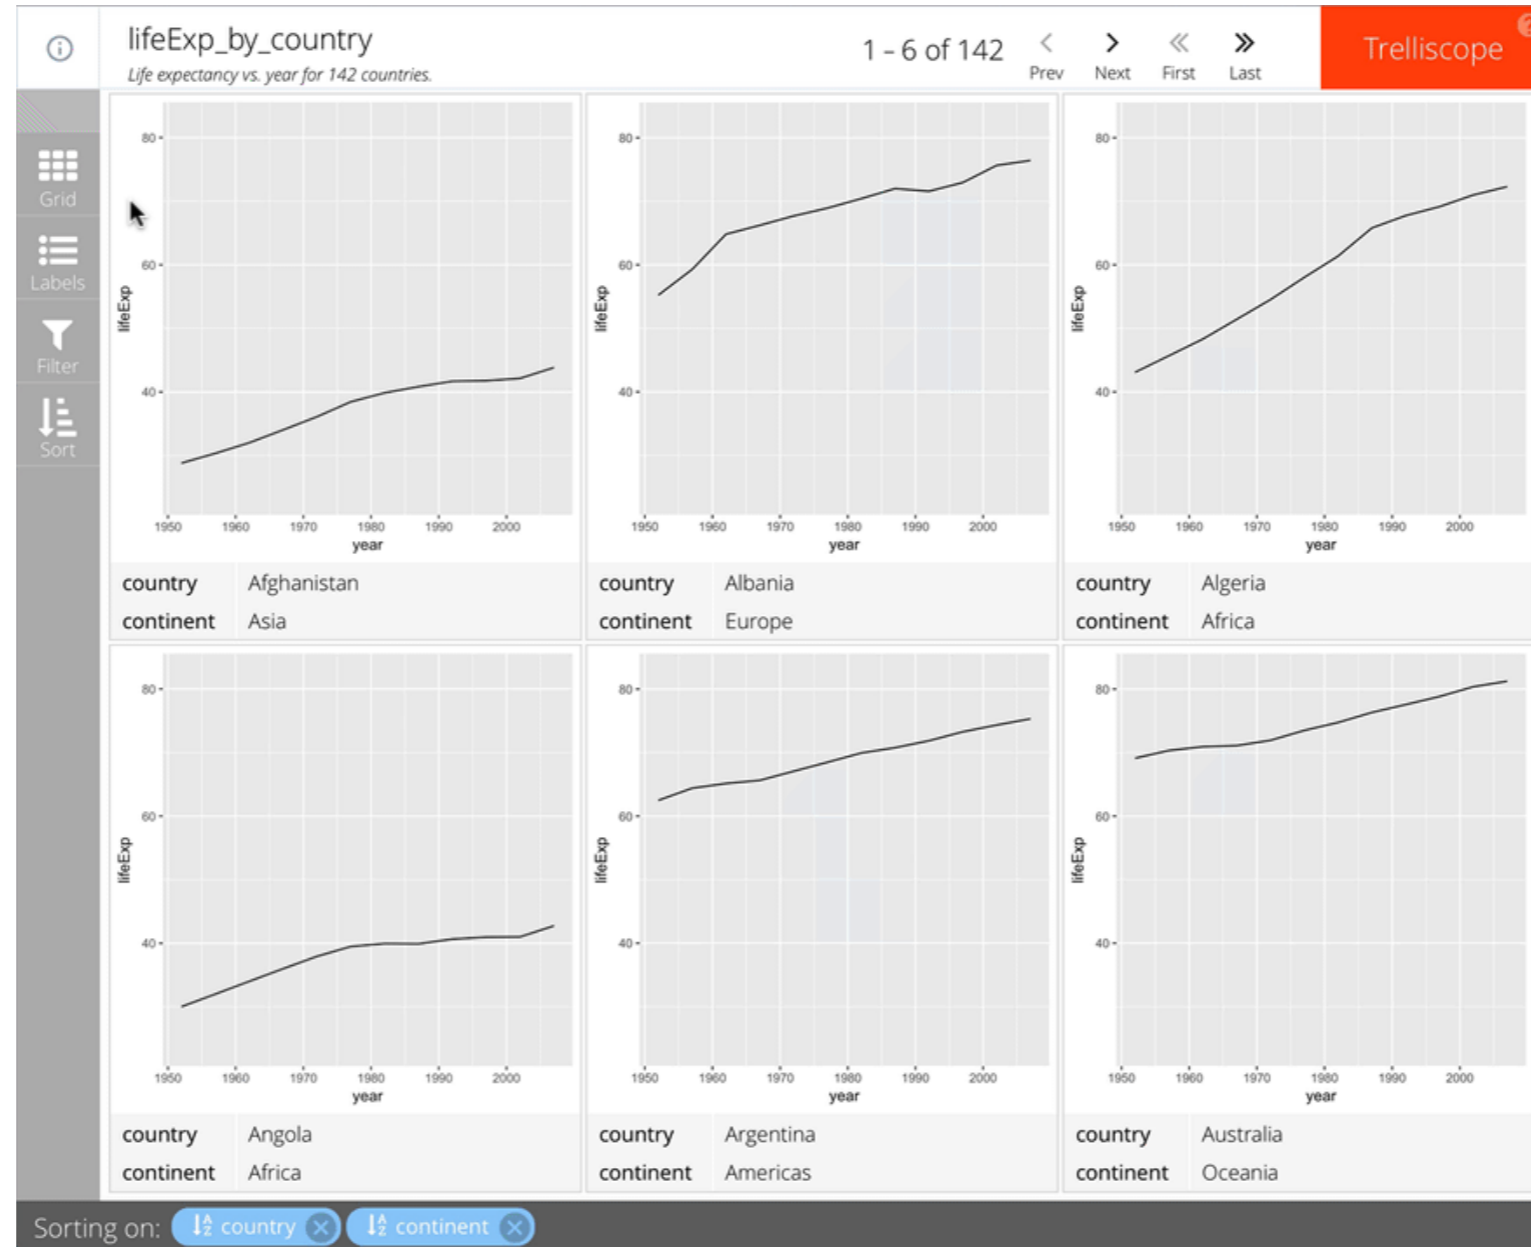 lifeExp_by_country
Life expectancy vs. year for 142 countries.
1 - 6 of 142
Prev
Next
First
Last
Trelliscope
Grid
Labels
Filter
Sort
80
60
40
lifeExp
1950 1960 1970 1980 1990 2000
year
country Afghanistan
continent Asia
80
60
40
lifeExp
1950 1960 1970 1980 1990 2000
year
country Albania
continent Europe
80
60
40
lifeExp
1950 1960 1970 1980 1990 2000
year
country Algeria
continent Africa
80
60
40
lifeExp
1950 1960 1970 1980 1990 2000
year
country Angola
continent Africa
80
60
40
lifeExp
1950 1960 1970 1980 1990 2000
year
country Argentina
continent Americas
80
60
40
lifeExp
1950 1960 1970 1980 1990 2000
year
country Australia
continent Oceania
Sorting on: country continent